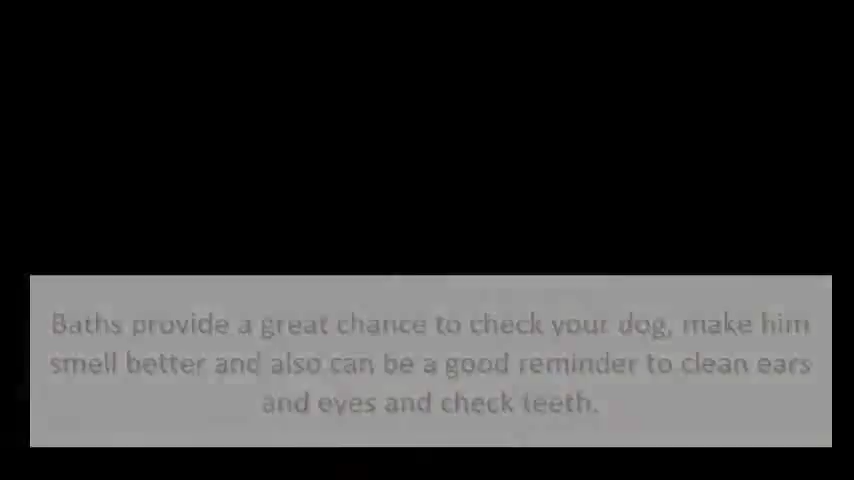 Baths provide a great chance to check your dog, make him
smell better and also can be a good reminder to clean ears
and eyes and check teeth.